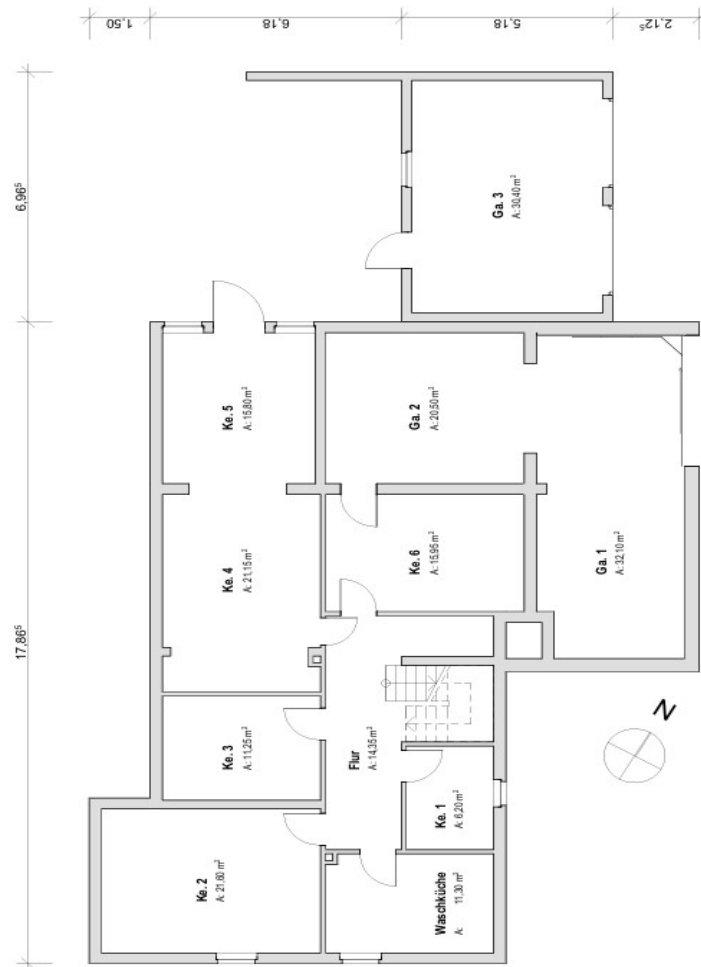 1,50
6,18
5,18
2,12⁵
6,96⁵
17,86⁵
Ga. 3
A: 30,40 m²
Ke. 5
A: 15,80 m²
Ga. 2
A: 20,50 m²
Ke. 4
A: 21,15 m²
Ke. 6
A: 15,95 m²
Ga. 1
A: 32,10 m²
Ke. 3
A: 11,25 m²
Flur
A: 14,35 m²
Ke. 1
A: 6,20 m²
Ke. 2
A: 21,60 m²
Waschküche
A: 11,30 m²
N